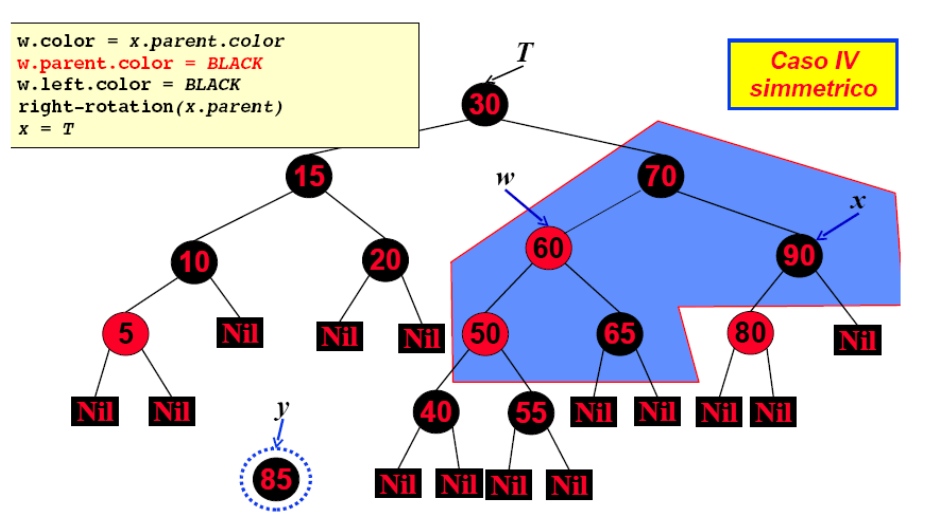 w.color = x.parent.color
w.parent.color = BLACK
w.left.color = BLACK
right-rotation(x.parent)
x = T
Caso IV
simmetrico
T
30
15
70
w
x
10
20
60
90
5
Nil
Nil
Nil
50
65
80
Nil
Nil
Nil
y
40
55
Nil
Nil
Nil
Nil
85
Nil
Nil
Nil
Nil